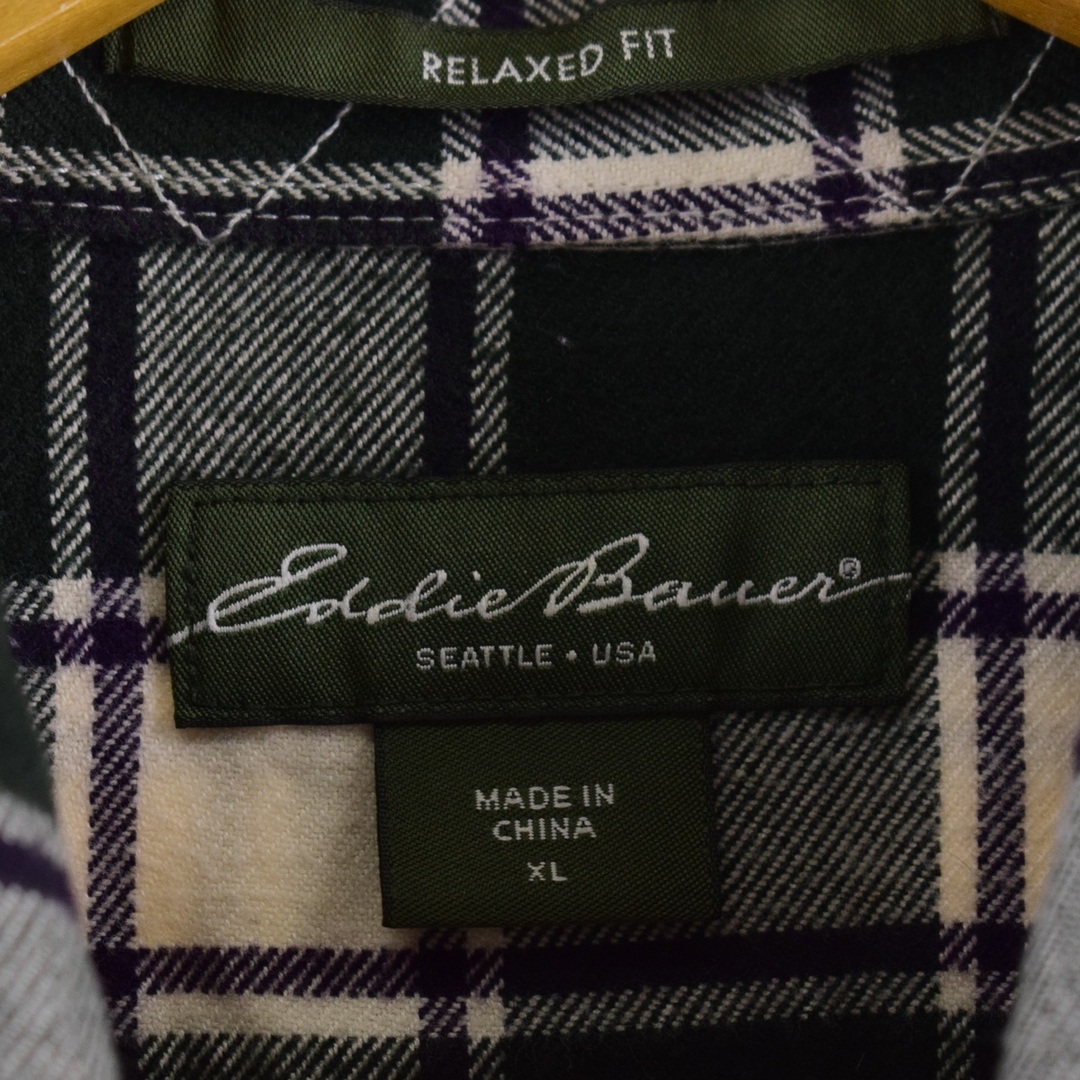 RELAXED FIT
Eddie Bauer®
SEATTLE • USA
MADE IN
CHINA
XL